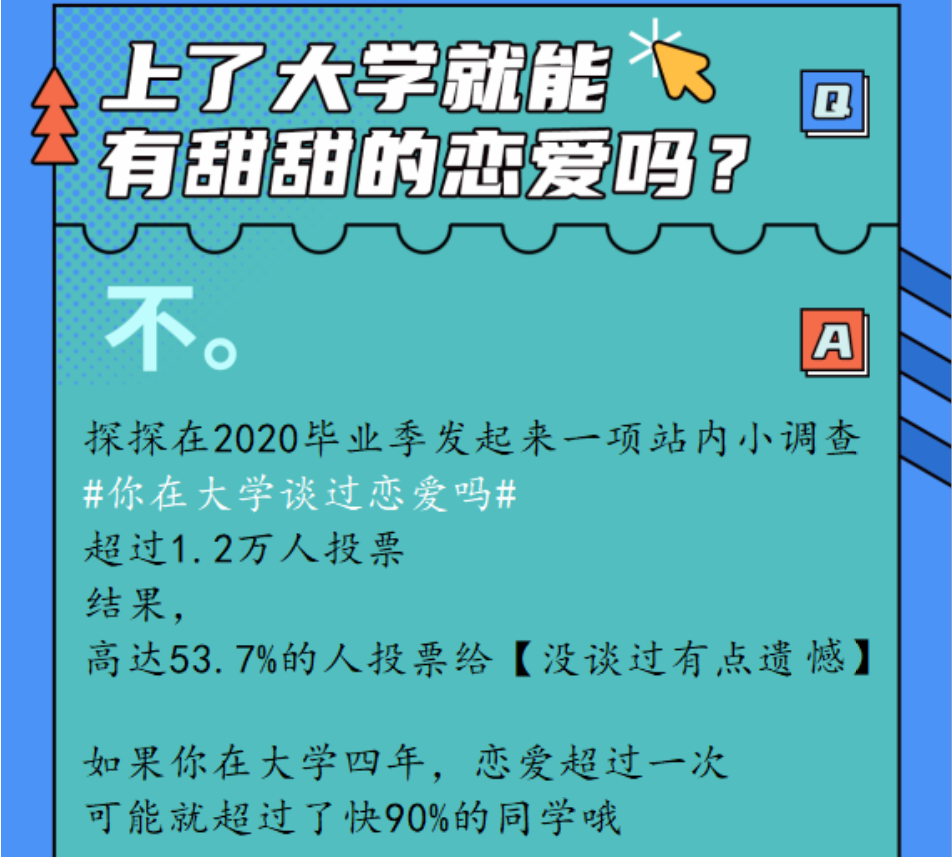 上了大学就能
有甜甜的恋爱吗？
Q
不。
A
探探在2020毕业季发起来一项站内小调查
#你在大学谈过恋爱吗#
超过1.2万人投票
结果，
高达53.7%的人投票给【没谈过有点遗憾】
如果你在大学四年，恋爱超过一次
可能就超过了快90%的同学哦